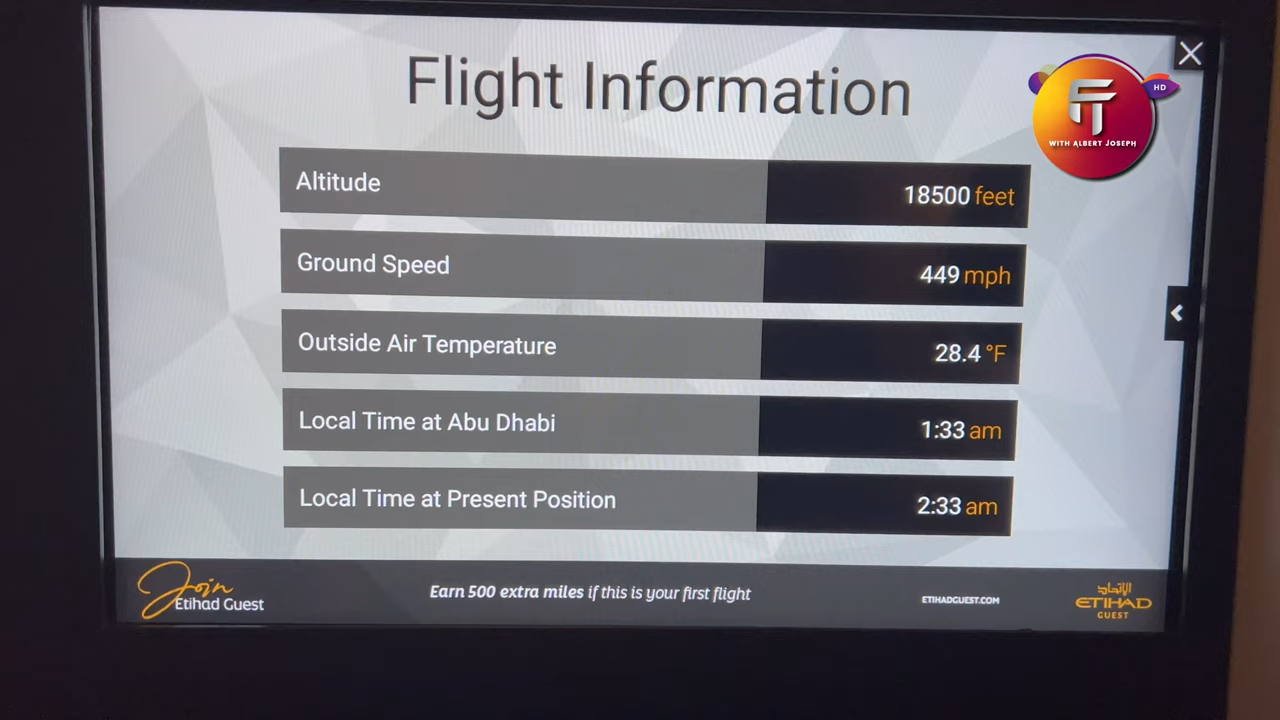 Flight Information
HD
FT
WITH ALBERT JOSEPH
Altitude
18500 feet
Ground Speed
449 mph
Outside Air Temperature
28.4 °F
Local Time at Abu Dhabi
1:33 am
Local Time at Present Position
2:33 am
Join
Etihad Guest
Earn 500 extra miles if this is your first flight
ETIHADGUEST.COM
الإتحاد
ETIHAD
GUEST